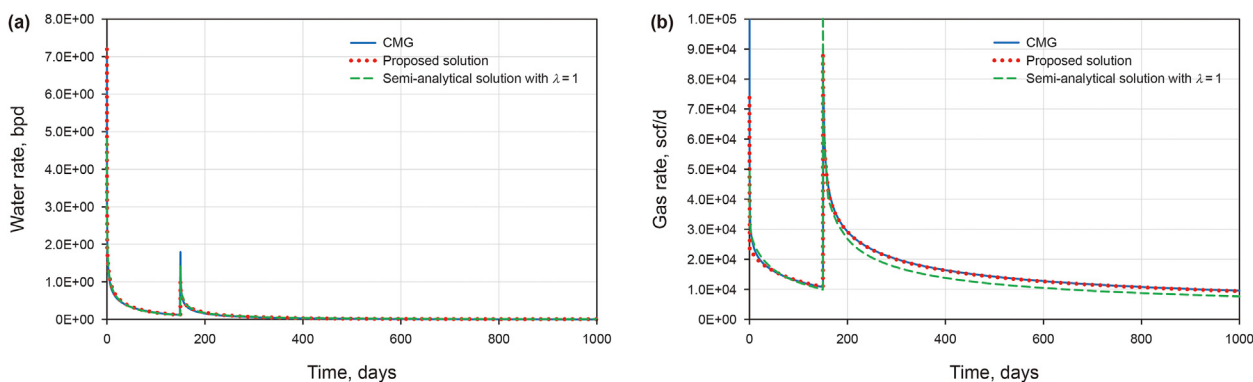 (a)
8.0E+00
7.0E+00
6.0E+00
5.0E+00
4.0E+00
3.0E+00
2.0E+00
1.0E+00
0E+00
Water rate, bpd
CMG
Proposed solution
Semi-analytical solution with λ = 1
0
200
400
600
800
1000
Time, days
(b)
1.0E+05
9.0E+04
8.0E+04
7.0E+04
6.0E+04
5.0E+04
4.0E+04
3.0E+04
2.0E+04
1.0E+04
0E+00
Gas rate, scf/d
CMG
Proposed solution
Semi-analytical solution with λ = 1
0
200
400
600
800
1000
Time, days